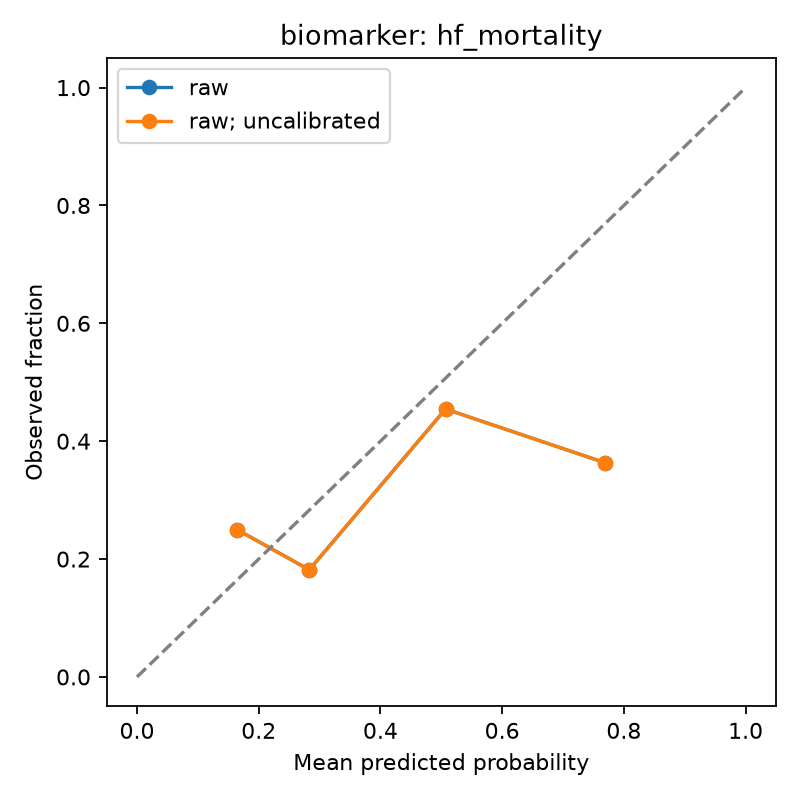 biomarker: hf_mortality
raw
raw; uncalibrated
1.0
0.8
0.6
0.4
0.2
0.0
Observed fraction
0.0 0.2 0.4 0.6 0.8 1.0
Mean predicted probability